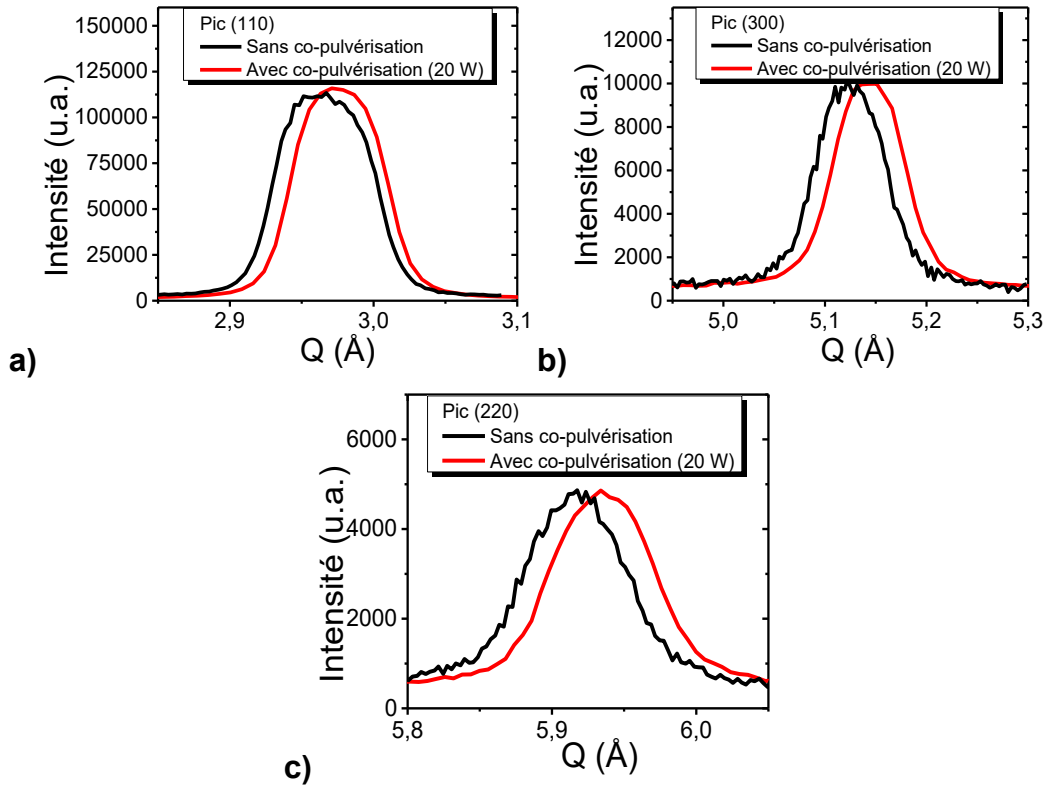 Pic (110)
Sans co-pulvérisation
Avec co-pulvérisation (20 W)
Intensité (u.a.)
150000
125000
100000
75000
50000
25000
0
2,9
3,0
3,1
Q (Å)
a)
Pic (300)
Sans co-pulvérisation
Avec co-pulvérisation (20 W)
Intensité (u.a.)
12000
10000
8000
6000
4000
2000
0
5,0
5,1
5,2
5,3
Q (Å)
b)
Pic (220)
Sans co-pulvérisation
Avec co-pulvérisation (20 W)
Intensité (u.a.)
6000
4000
2000
0
5,8
5,9
6,0
Q (Å)
c)